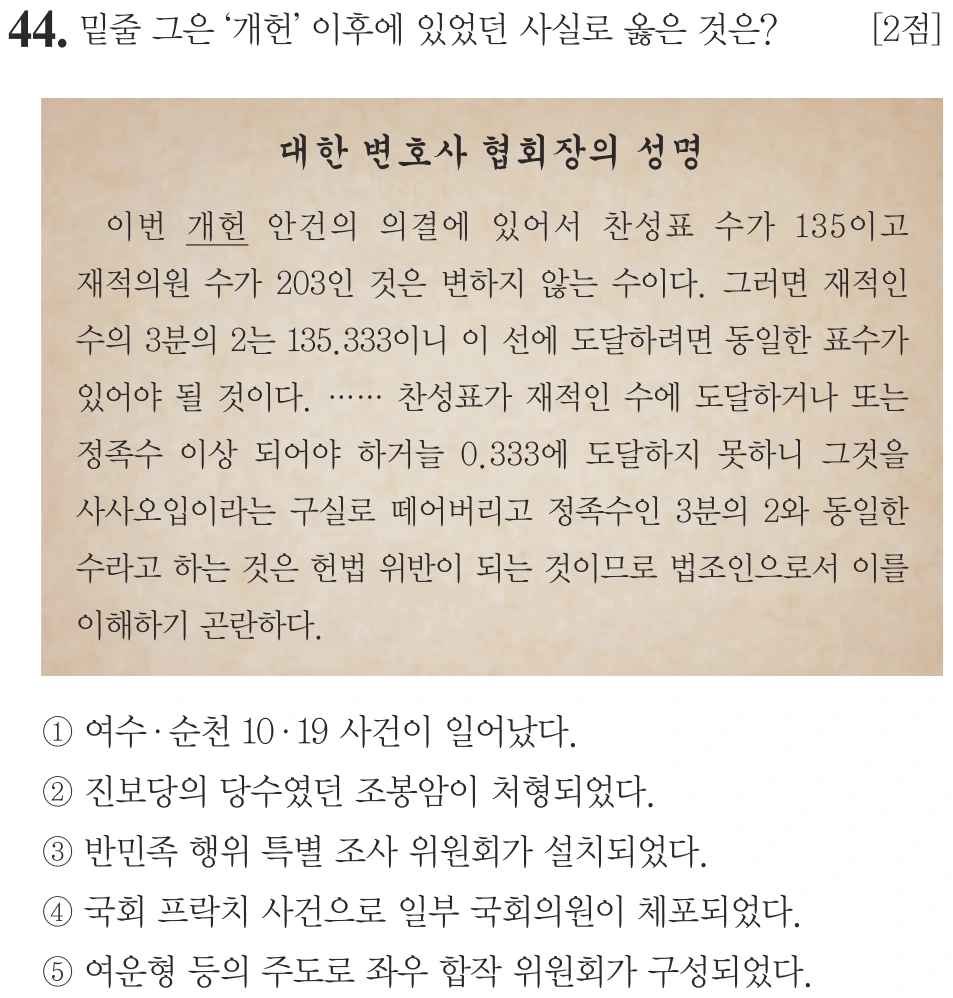 44. 밑줄 그은 ‘개헌’ 이후에 있었던 사실로 옳은 것은? [2점]
대한 변호사 협회장의 성명
이번 개헌 안건의 의결에 있어서 찬성표 수가 135이고
재적의원 수가 203인 것은 변하지 않는 수이다. 그러면 재적인
수의 3분의 2는 135.333이니 이 선에 도달하려면 동일한 표수가
있어야 될 것이다. …… 찬성표가 재적인 수에 도달하거나 또는
정족수 이상 되어야 하거늘 0.333에 도달하지 못하니 그것을
사사오입이라는 구실로 떼어버리고 정족수인 3분의 2와 동일한
수라고 하는 것은 헌법 위반이 되는 것이므로 법조인으로서 이를
이해하기 곤란하다.
① 여수·순천 10·19 사건이 일어났다.
② 진보당의 당수였던 조봉암이 처형되었다.
③ 반민족 행위 특별 조사 위원회가 설치되었다.
④ 국회 프락치 사건으로 일부 국회의원이 체포되었다.
⑤ 여운형 등의 주도로 좌우 합작 위원회가 구성되었다.